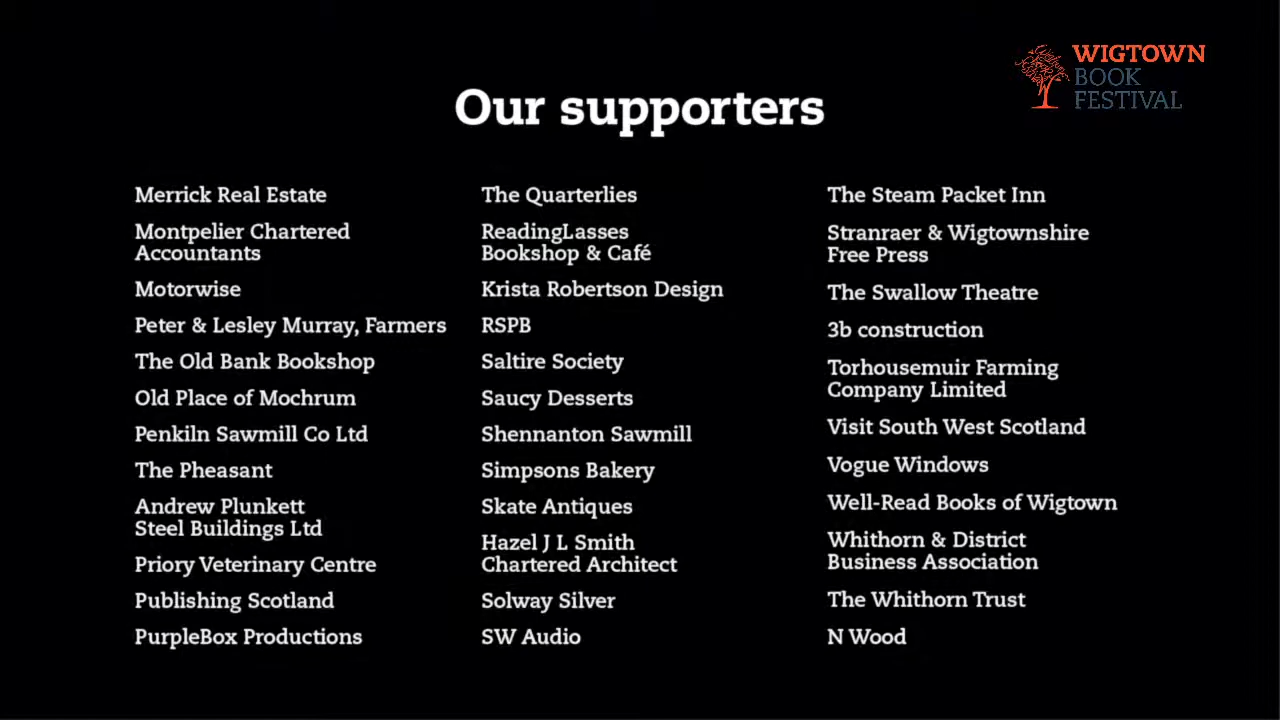 WIGTOWN
BOOK
FESTIVAL
Our supporters
Merrick Real Estate
Montpelier Chartered
Accountants
Motorwise
Peter & Lesley Murray, Farmers
The Old Bank Bookshop
Old Place of Mochrum
Penkiln Sawmill Co Ltd
The Pheasant
Andrew Plunkett
Steel Buildings Ltd
Priory Veterinary Centre
Publishing Scotland
PurpleBox Productions
The Quarterlies
ReadingLasses
Bookshop & Café
Krista Robertson Design
RSPB
Saltire Society
Saucy Desserts
Shennanton Sawmill
Simpsons Bakery
Skate Antiques
Hazel J L Smith
Chartered Architect
Solway Silver
SW Audio
The Steam Packet Inn
Stranraer & Wigtownshire
Free Press
The Swallow Theatre
3b construction
Torhousemuir Farming
Company Limited
Visit South West Scotland
Vogue Windows
Well-Read Books of Wigtown
Whithorn & District
Business Association
The Whithorn Trust
N Wood